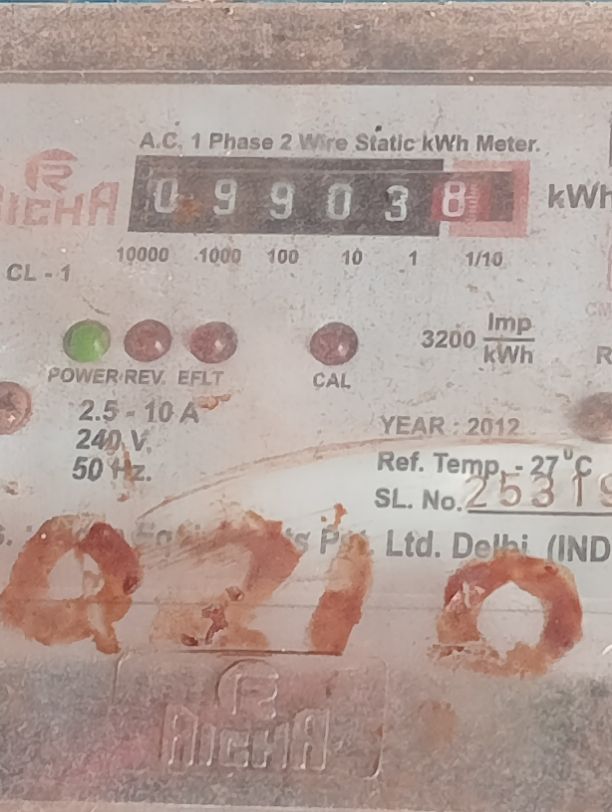 A.C. 1 Phase 2 Wire Static kWh Meter.
RICHA
0 9 9 0 3 8 kWh
10000 1000 100 10 1 1/10
CL - 1
3200 Imp/kWh
POWER REV. EFLT CAL
2.5 - 10 A
240 V.
50 Hz.
YEAR : 2012
Ref. Temp. - 27°C
SL. No. 25319
Ltd. Delhi (IND
RICHA